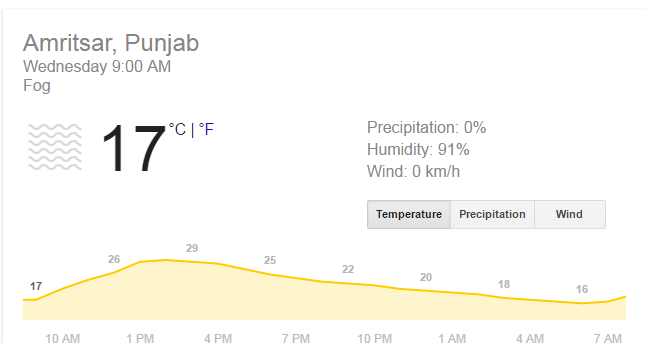 Amritsar, Punjab
Wednesday 9:00 AM
Fog
17 °C | °F
Precipitation: 0%
Humidity: 91%
Wind: 0 km/h
Temperature Precipitation Wind
17 26 29 25 22 20 18 16
10 AM 1 PM 4 PM 7 PM 10 PM 1 AM 4 AM 7 AM